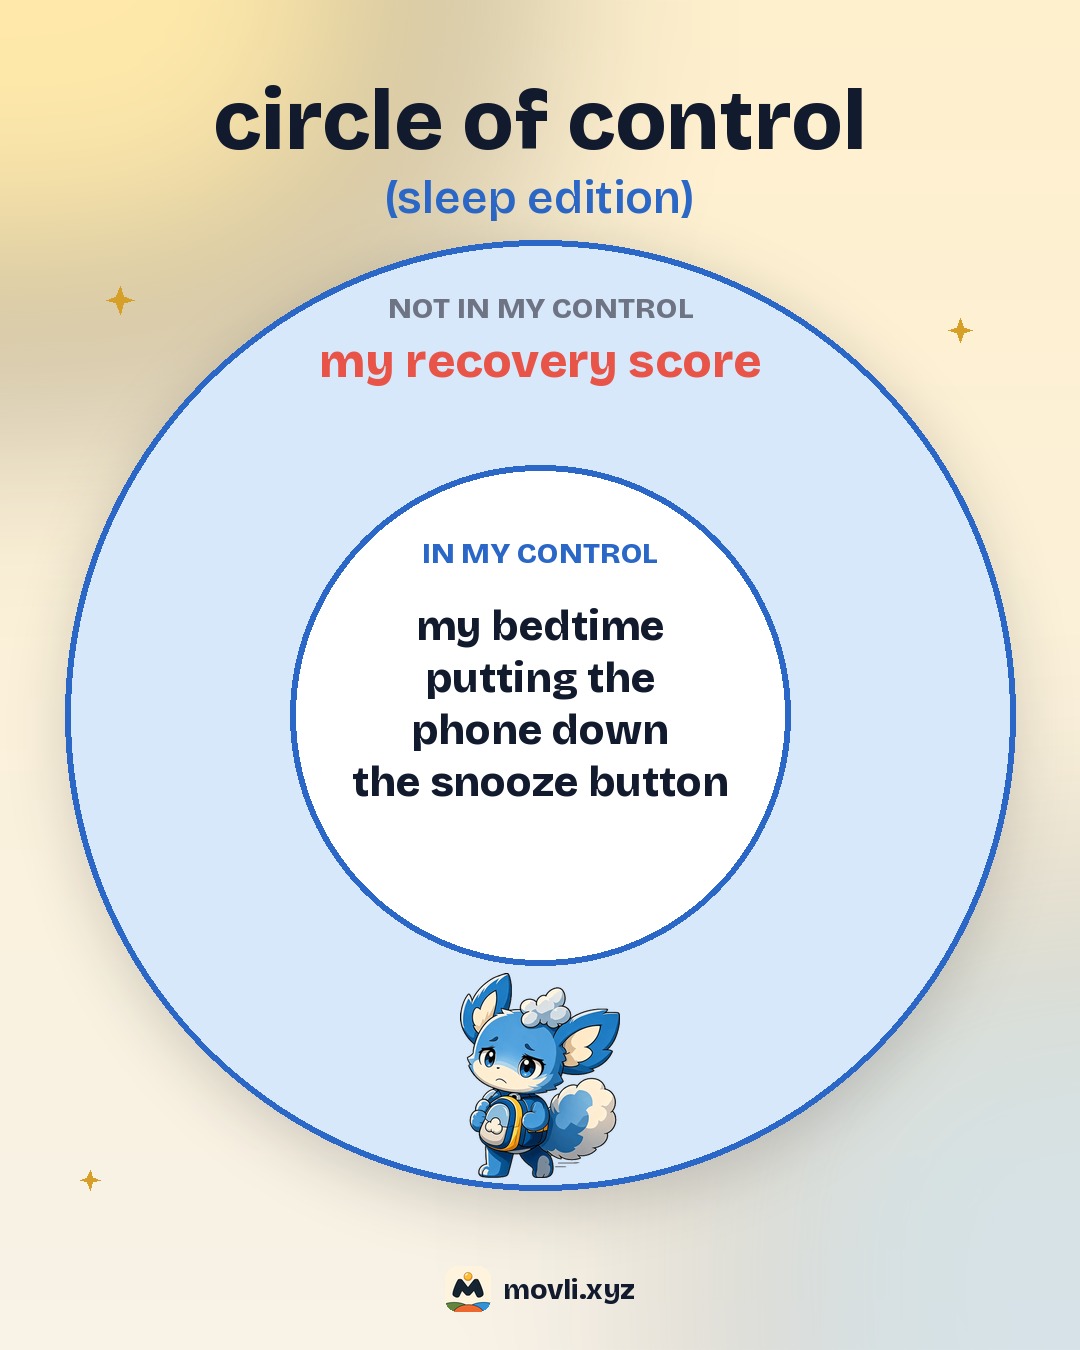 circle of control
(sleep edition)
NOT IN MY CONTROL
my recovery score
IN MY CONTROL
my bedtime
putting the
phone down
the snooze button
movli.xyz